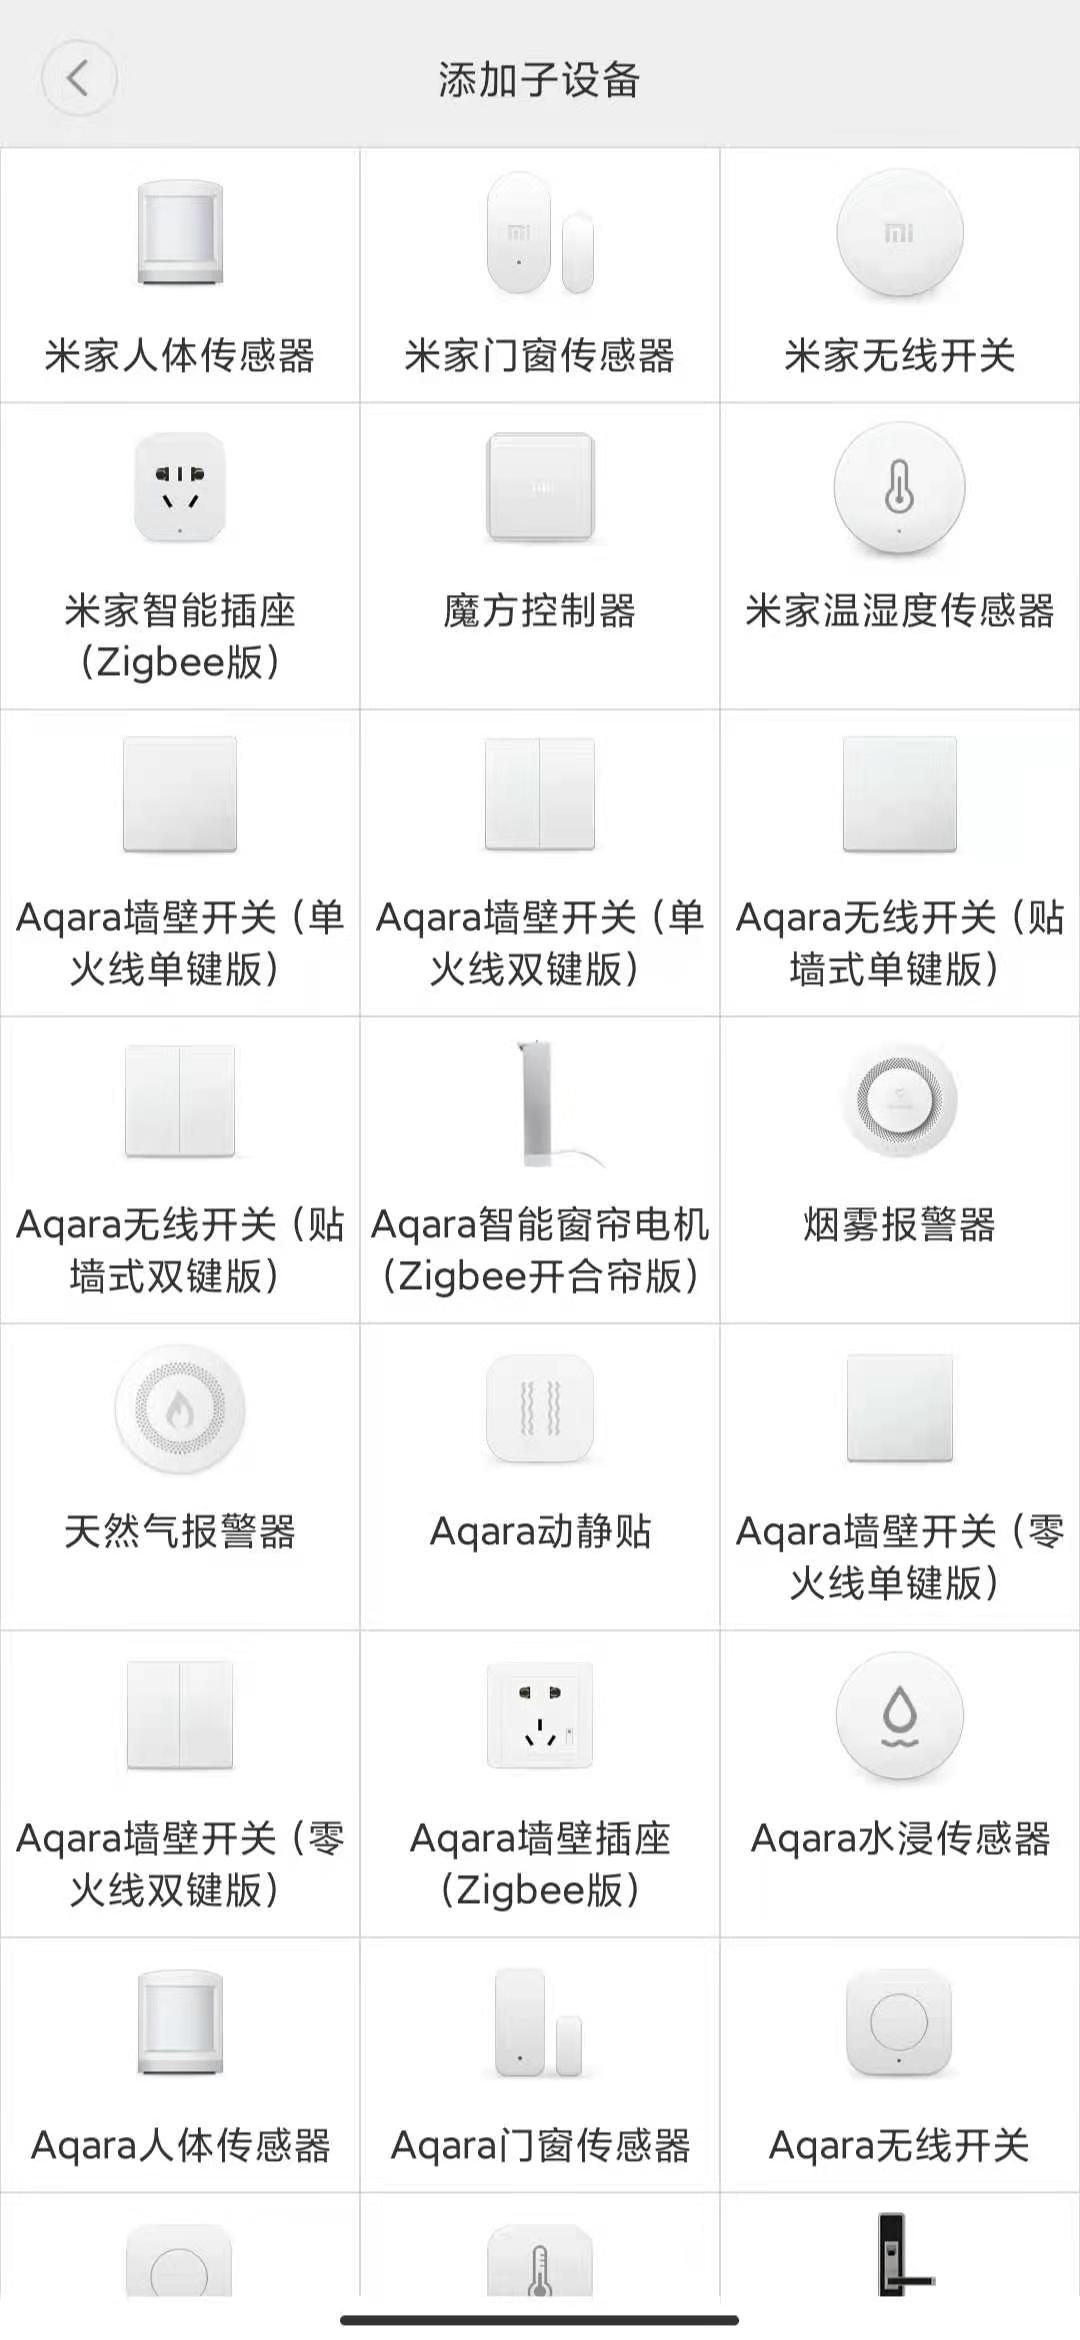 添加子设备
米家人体传感器
米家门窗传感器
米家无线开关
米家智能插座
（Zigbee版）
魔方控制器
米家温湿度传感器
Aqara墙壁开关（单
火线单键版）
Aqara墙壁开关（单
火线双键版）
Aqara无线开关（贴
墙式单键版）
Aqara无线开关（贴
墙式双键版）
Aqara智能窗帘电机
（Zigbee开合帘版）
烟雾报警器
天然气报警器
Aqara动静贴
Aqara墙壁开关（零
火线单键版）
Aqara墙壁开关（零
火线双键版）
Aqara墙壁插座
（Zigbee版）
Aqara水浸传感器
Aqara人体传感器
Aqara门窗传感器
Aqara无线开关